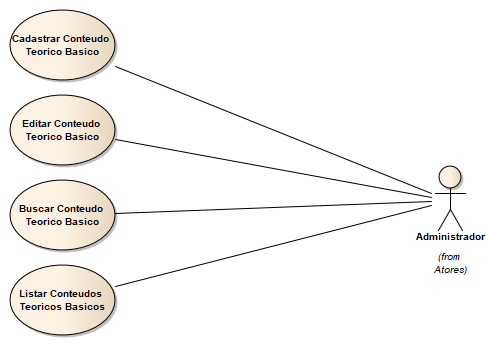 Cadastrar Conteudo
Teorico Basico
Editar Conteudo
Teorico Basico
Buscar Conteudo
Teorico Basico
Listar Conteudos
Teoricos Basicos
Administrador
(from
Atores)